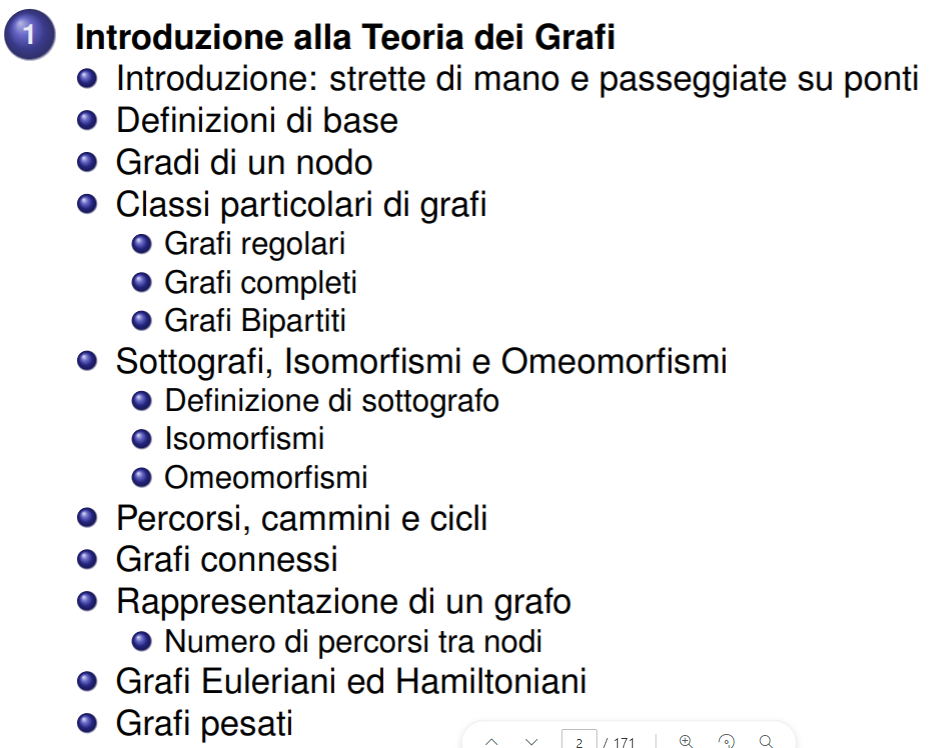 1 Introduzione alla Teoria dei Grafi
Introduzione: strette di mano e passeggiate su ponti
Definizioni di base
Gradi di un nodo
Classi particolari di grafi
Grafi regolari
Grafi completi
Grafi Bipartiti
Sottografi, Isomorfismi e Omeomorfismi
Definizione di sottografo
Isomorfismi
Omeomorfismi
Percorsi, cammini e cicli
Grafi connessi
Rappresentazione di un grafo
Numero di percorsi tra nodi
Grafi Euleriani ed Hamiltoniani
Grafi pesati
2 / 171